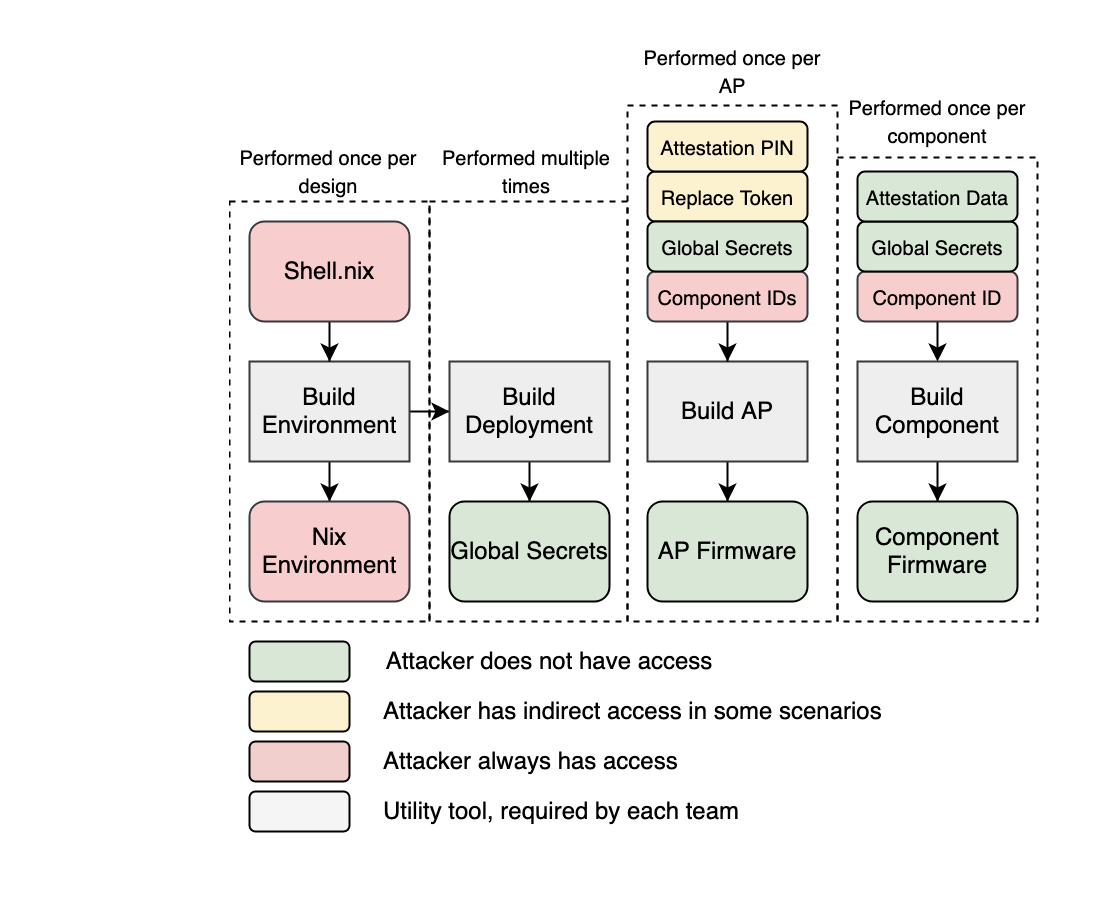 Performed once per
AP
Performed once per
component
Performed once per
design
Performed multiple
times
Attestation PIN
Replace Token
Global Secrets
Component IDs
Attestation Data
Global Secrets
Component ID
Shell.nix
Build
Environment
Build
Deployment
Build AP
Build
Component
Nix
Environment
Global Secrets
AP Firmware
Component
Firmware
Attacker does not have access
Attacker has indirect access in some scenarios
Attacker always has access
Utility tool, required by each team